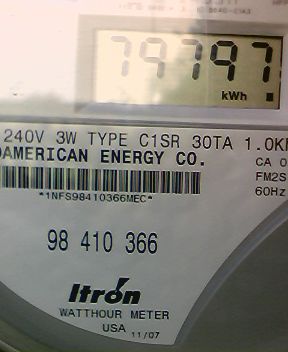 79797
kWh
240V 3W TYPE C1SR 30TA 1.0K
AMERICAN ENERGY CO.
CA 0
FM2S
60Hz
*1NFS98410366MEC*
98 410 366
Itron
WATTHOUR METER
USA 11/07